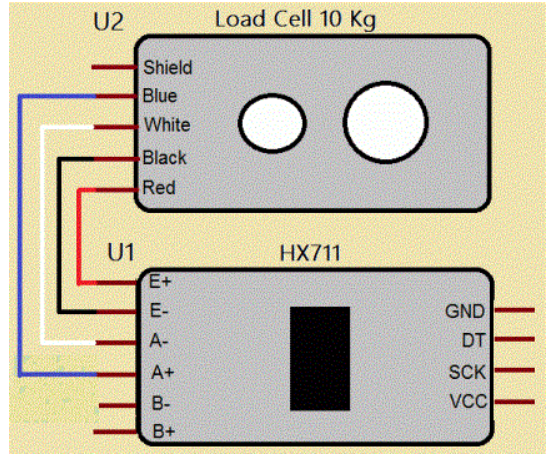 U2
Load Cell 10 Kg
Shield
Blue
White
Black
Red
U1
HX711
E+
E-
A-
A+
B-
B+
GND
DT
SCK
VCC